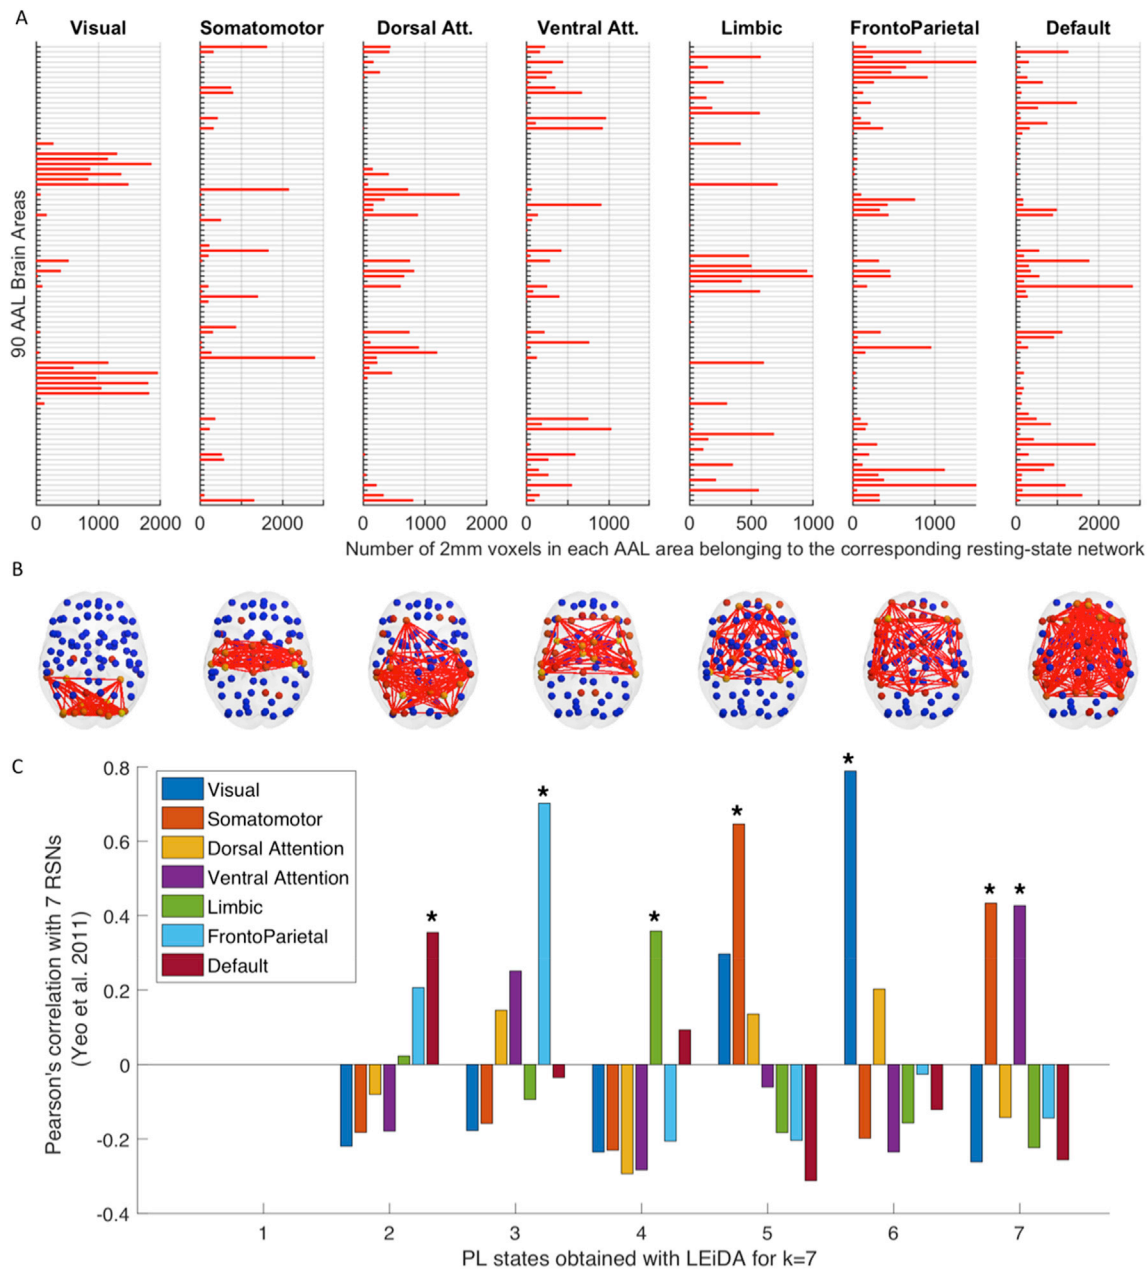 A
Visual Somatomotor Dorsal Att. Ventral Att. Limbic FrontoParietal Default
90 AAL Brain Areas
0 1000 2000 0 2000 0 1000 2000 0 1000 0 500 1000 0 1000 0 2000
Number of 2mm voxels in each AAL area belonging to the corresponding resting-state network
B
C
Pearson's correlation with 7 RSNs
(Yeo et al. 2011)
0.8
0.6
0.4
0.2
0
-0.2
-0.4
Visual
Somatomotor
Dorsal Attention
Ventral Attention
Limbic
FrontoParietal
Default
* * * * * * *
1 2 3 4 5 6 7
PL states obtained with LEiDA for k=7